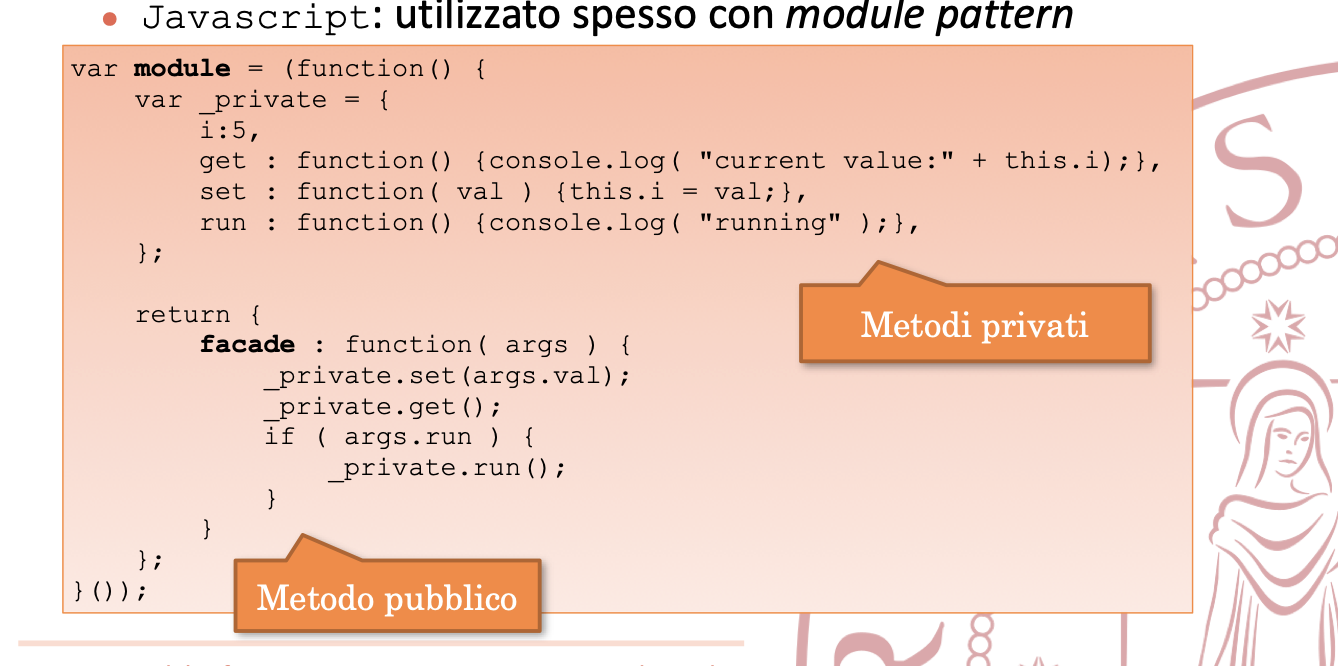 • Javascript: utilizzato spesso con module pattern
var module = (function() {
    var _private = {
        i:5,
        get : function() {console.log( "current value:" + this.i);},
        set : function( val ) {this.i = val;},
        run : function() {console.log( "running" );},
    };
Metodi privati
    return {
        facade : function( args ) {
            _private.set(args.val);
            _private.get();
            if ( args.run ) {
                _private.run();
            }
        }
    };
}());
Metodo pubblico
S